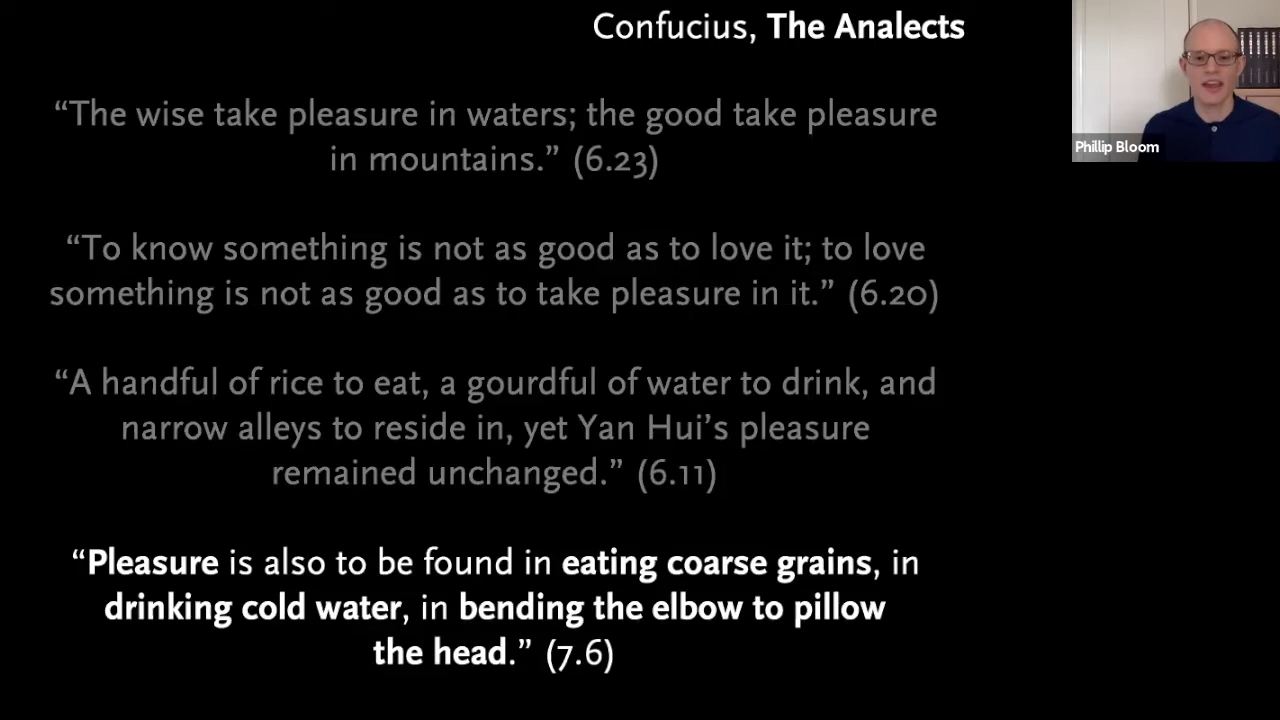 Confucius, The Analects
Phillip Bloom
“The wise take pleasure in waters; the good take pleasure
in mountains.” (6.23)
“To know something is not as good as to love it; to love
something is not as good as to take pleasure in it.” (6.20)
“A handful of rice to eat, a gourdful of water to drink, and
narrow alleys to reside in, yet Yan Hui’s pleasure
remained unchanged.” (6.11)
“Pleasure is also to be found in eating coarse grains, in
drinking cold water, in bending the elbow to pillow
the head.” (7.6)